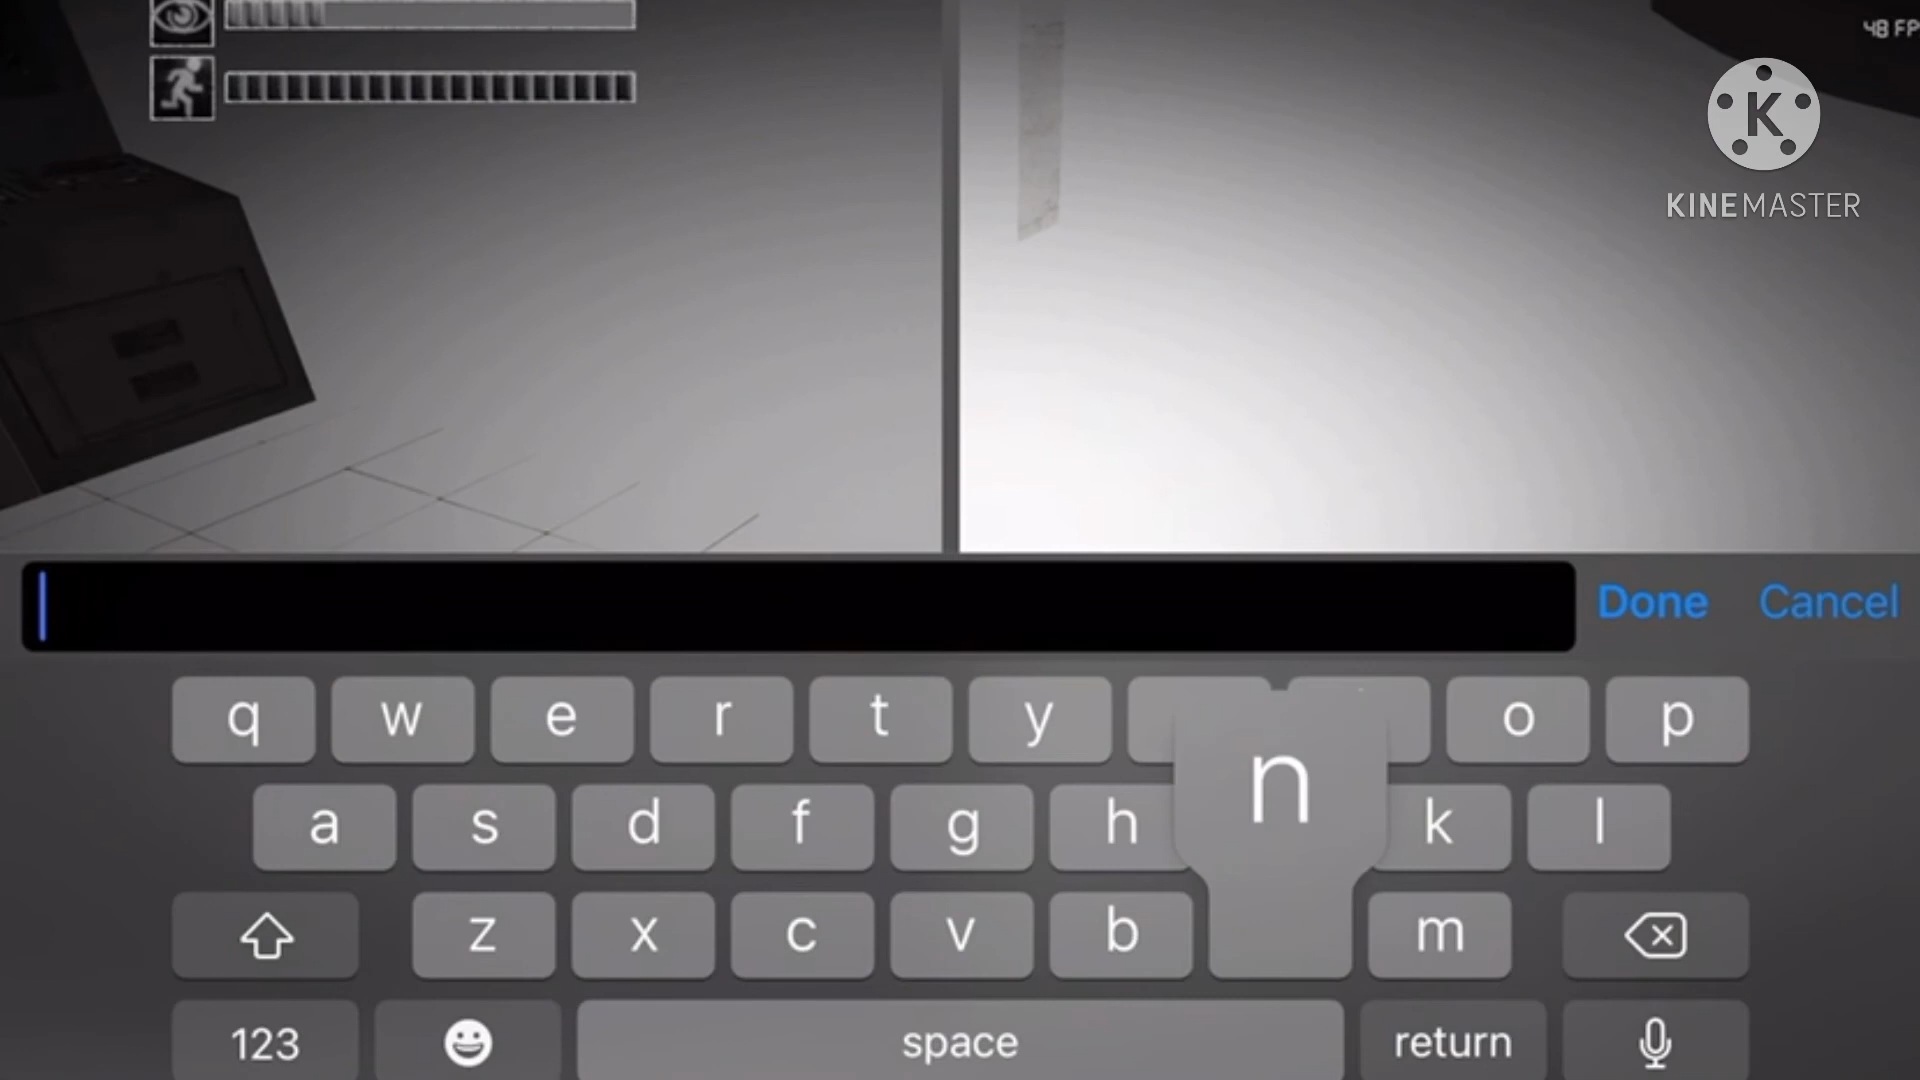 48 FP
K
KINEMASTER
Done Cancel
q w e r t y o p
a s d f g h n k l
z x c v b m
123 space return